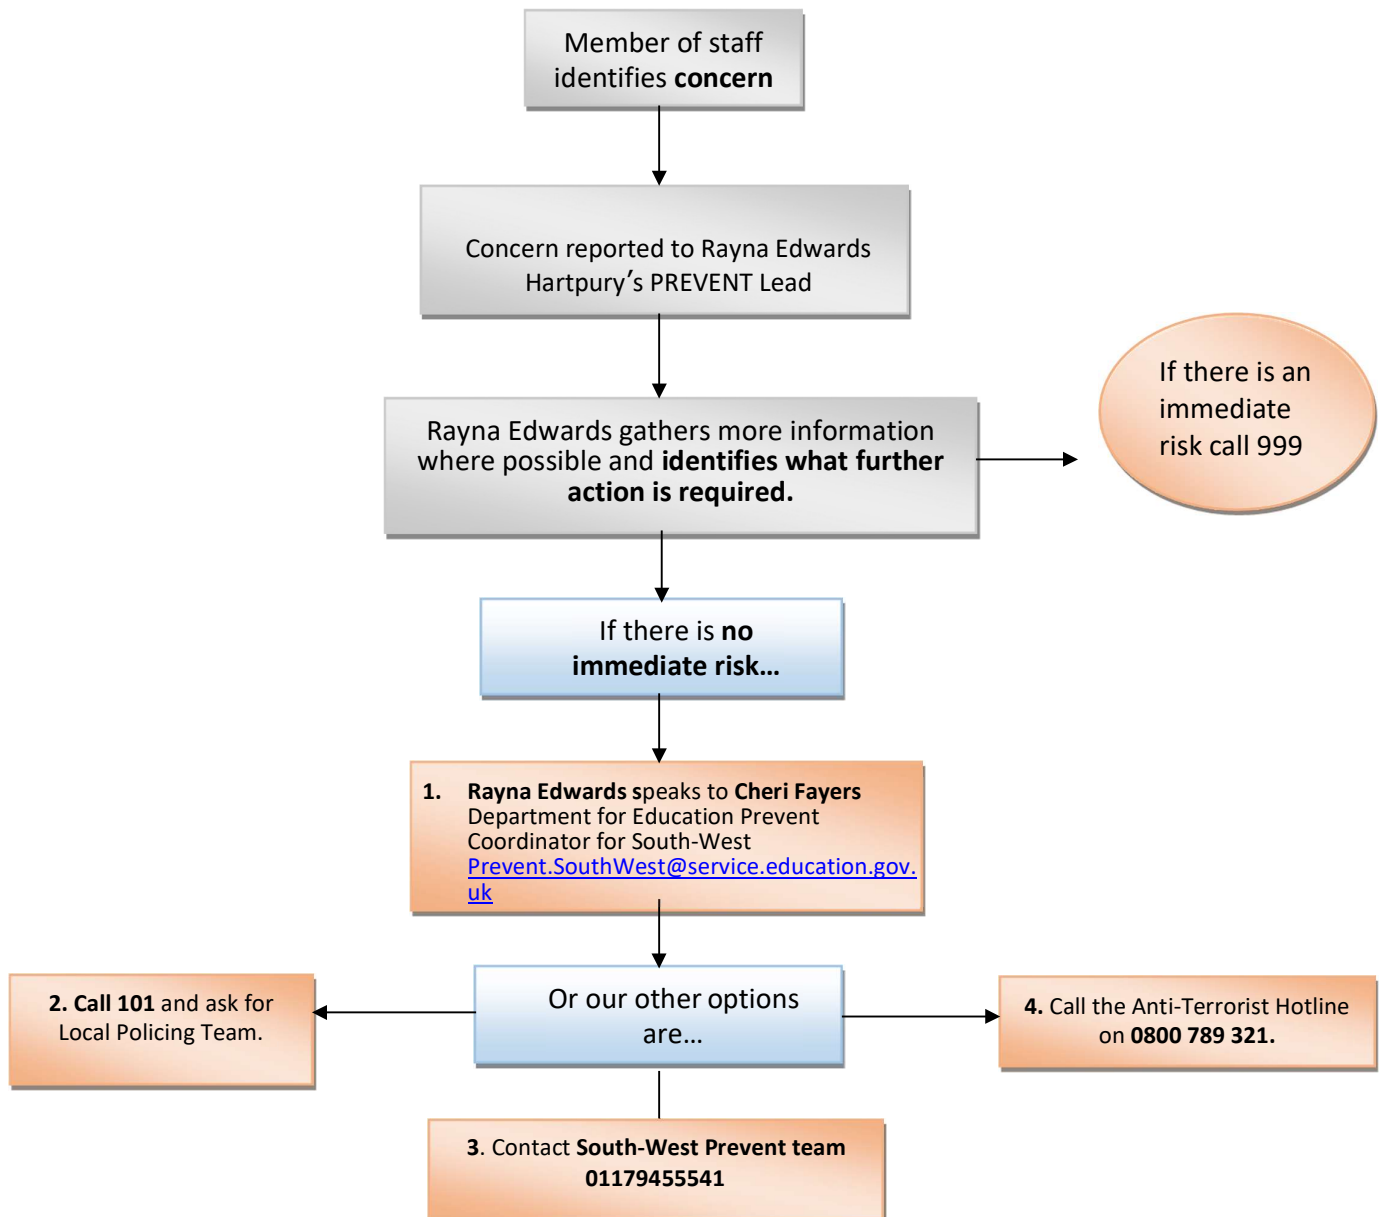 Member of staff
identifies concern
Concern reported to Rayna Edwards
Hartpury’s PREVENT Lead
Rayna Edwards gathers more information
where possible and identifies what further
action is required.
If there is an
immediate
risk call 999
If there is no
immediate risk…
1. Rayna Edwards speaks to Cheri Fayers
Department for Education Prevent
Coordinator for South-West
Prevent.SouthWest@service.education.gov.
uk
Or our other options
are…
2. Call 101 and ask for
Local Policing Team.
4. Call the Anti-Terrorist Hotline
on 0800 789 321.
3. Contact South-West Prevent team
01179455541